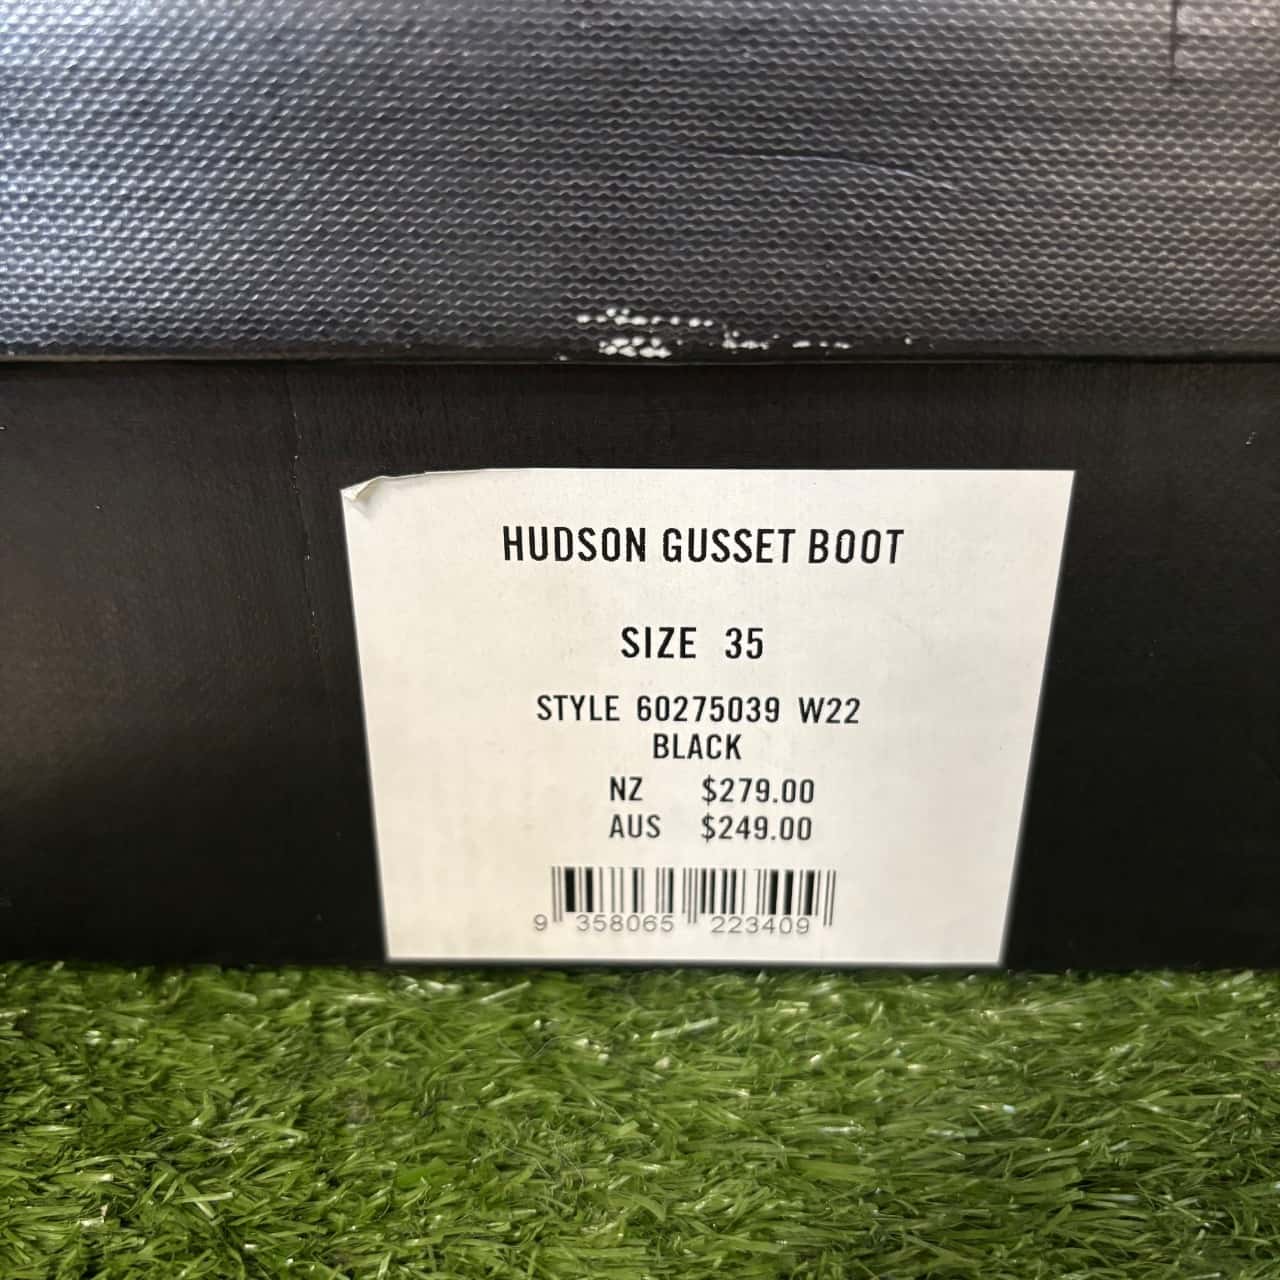 HUDSON GUSSET BOOT
SIZE 35
STYLE 60275039 W22
BLACK
NZ $279.00
AUS $249.00
9 358065 223409